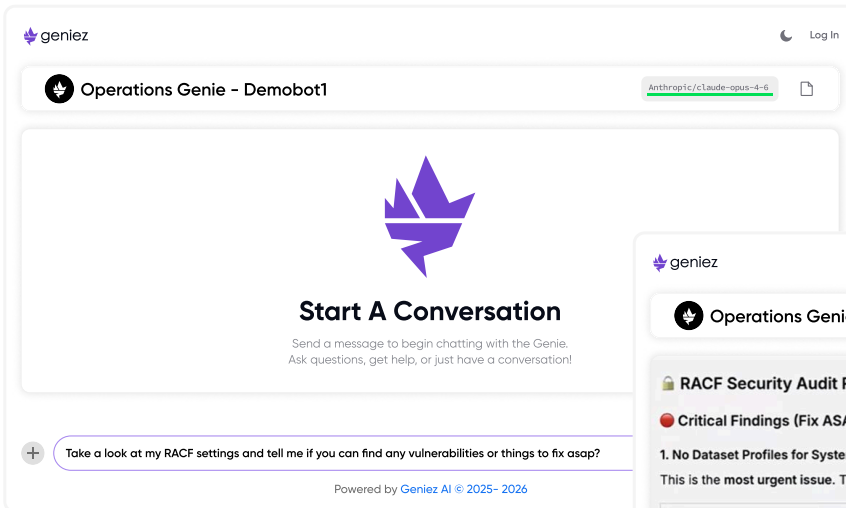 geniez
Log In
Operations Genie - Demobot1
Anthropic/claude-opus-4-6
Start A Conversation
Send a message to begin chatting with the Genie.
Ask questions, get help, or just have a conversation!
Take a look at my RACF settings and tell me if you can find any vulnerabilities or things to fix asap?
Powered by Geniez AI © 2025- 2026
geniez
Operations Geni
RACF Security Audit
Critical Findings (Fix ASA
1. No Dataset Profiles for Syste
This is the most urgent issue. T